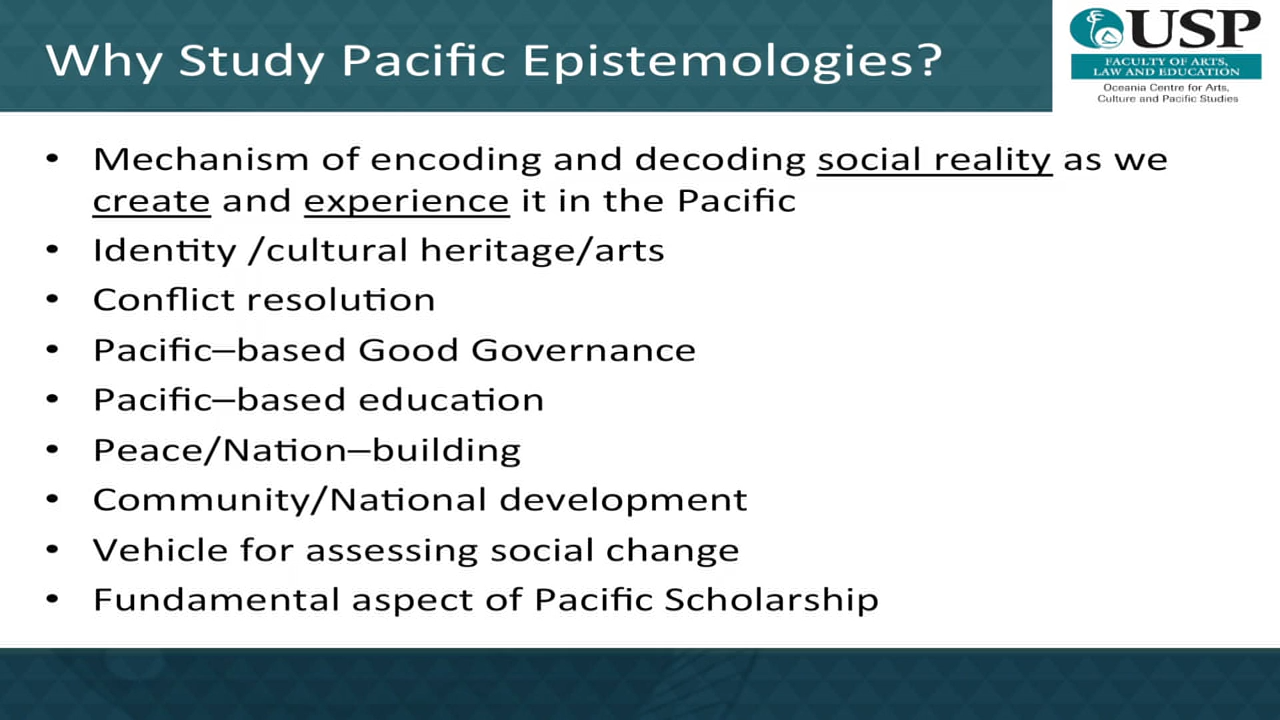 Why Study Pacific Epistemologies?
USP
FACULTY OF ARTS,
LAW AND EDUCATION
Oceania Centre for Arts,
Culture and Pacific Studies
• Mechanism of encoding and decoding social reality as we
create and experience it in the Pacific
• Identity /cultural heritage/arts
• Conflict resolution
• Pacific–based Good Governance
• Pacific–based education
• Peace/Nation–building
• Community/National development
• Vehicle for assessing social change
• Fundamental aspect of Pacific Scholarship